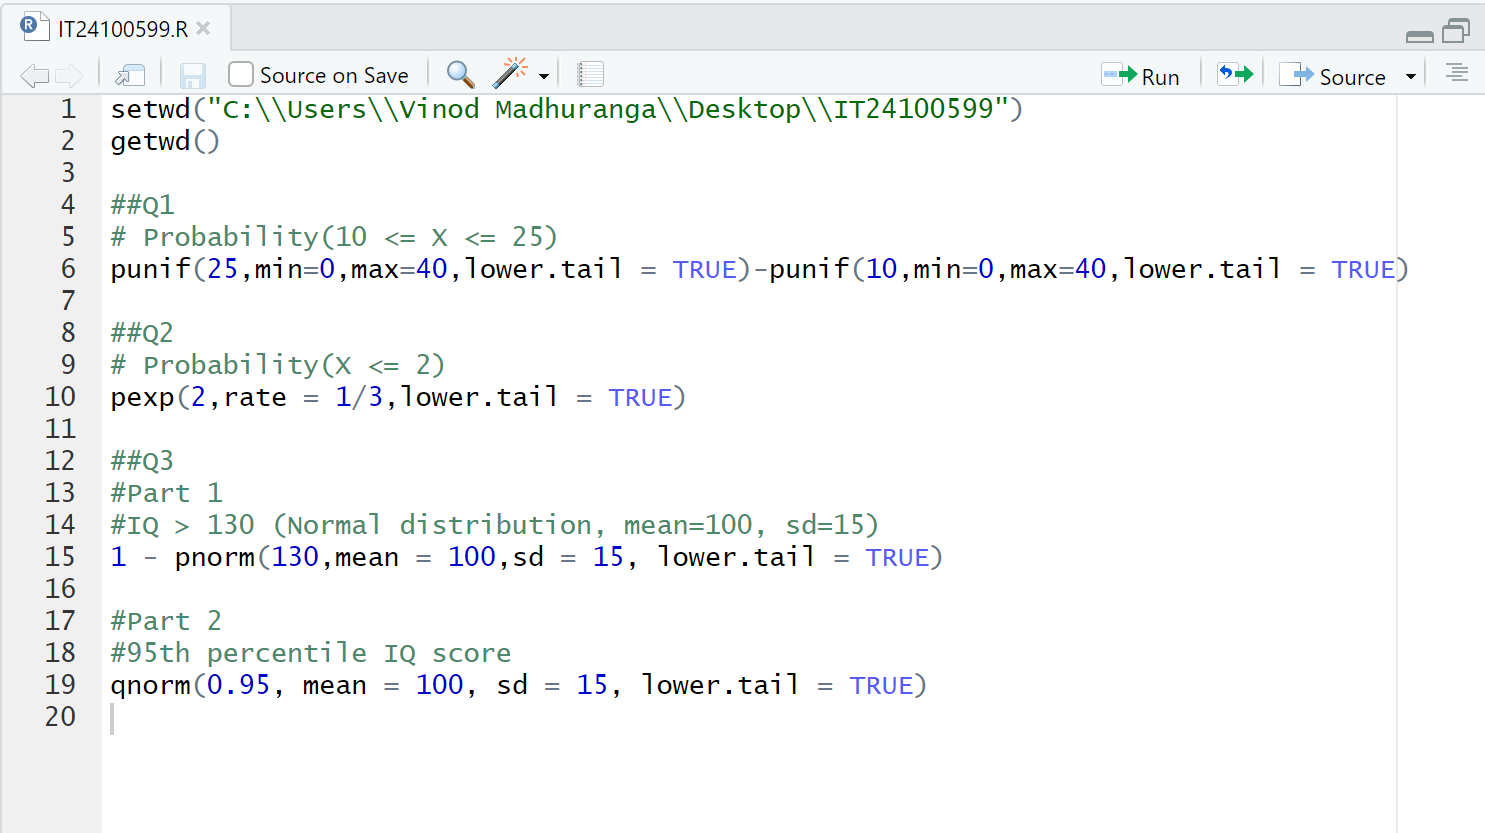 IT24100599.R
Source on Save
Run
Source
1 setwd("C:\\Users\\Vinod Madhuranga\\Desktop\\IT24100599")
2 getwd()
3
4 ##Q1
5 # Probability(10 <= X <= 25)
6 punif(25,min=0,max=40,lower.tail = TRUE)-punif(10,min=0,max=40,lower.tail = TRUE)
7
8 ##Q2
9 # Probability(X <= 2)
10 pexp(2,rate = 1/3,lower.tail = TRUE)
11
12 ##Q3
13 #Part 1
14 #IQ > 130 (Normal distribution, mean=100, sd=15)
15 1 - pnorm(130,mean = 100,sd = 15, lower.tail = TRUE)
16
17 #Part 2
18 #95th percentile IQ score
19 qnorm(0.95, mean = 100, sd = 15, lower.tail = TRUE)
20